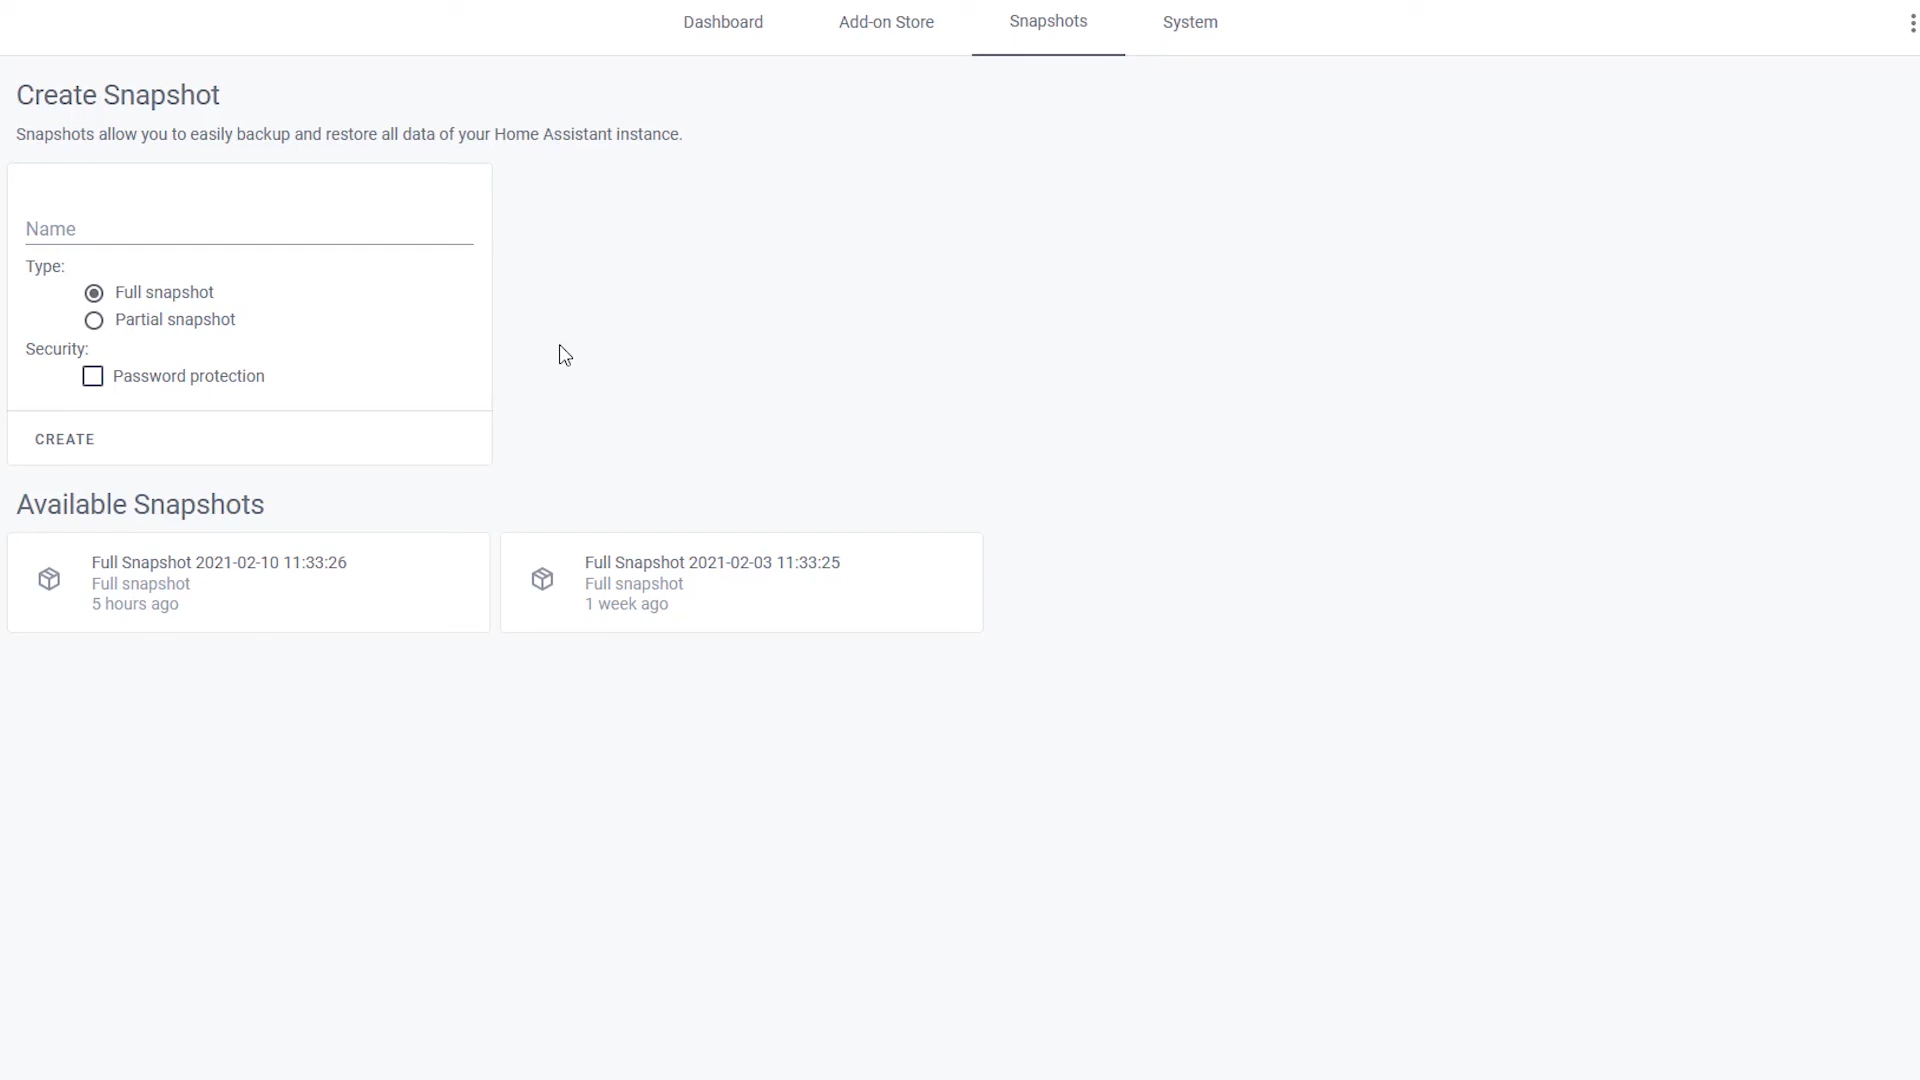 Dashboard
Add-on Store
Snapshots
System
Create Snapshot
Snapshots allow you to easily backup and restore all data of your Home Assistant instance.
Name
Type:
Full snapshot
Partial snapshot
Security:
Password protection
CREATE
Available Snapshots
Full Snapshot 2021-02-10 11:33:26
Full snapshot
5 hours ago
Full Snapshot 2021-02-03 11:33:25
Full snapshot
1 week ago